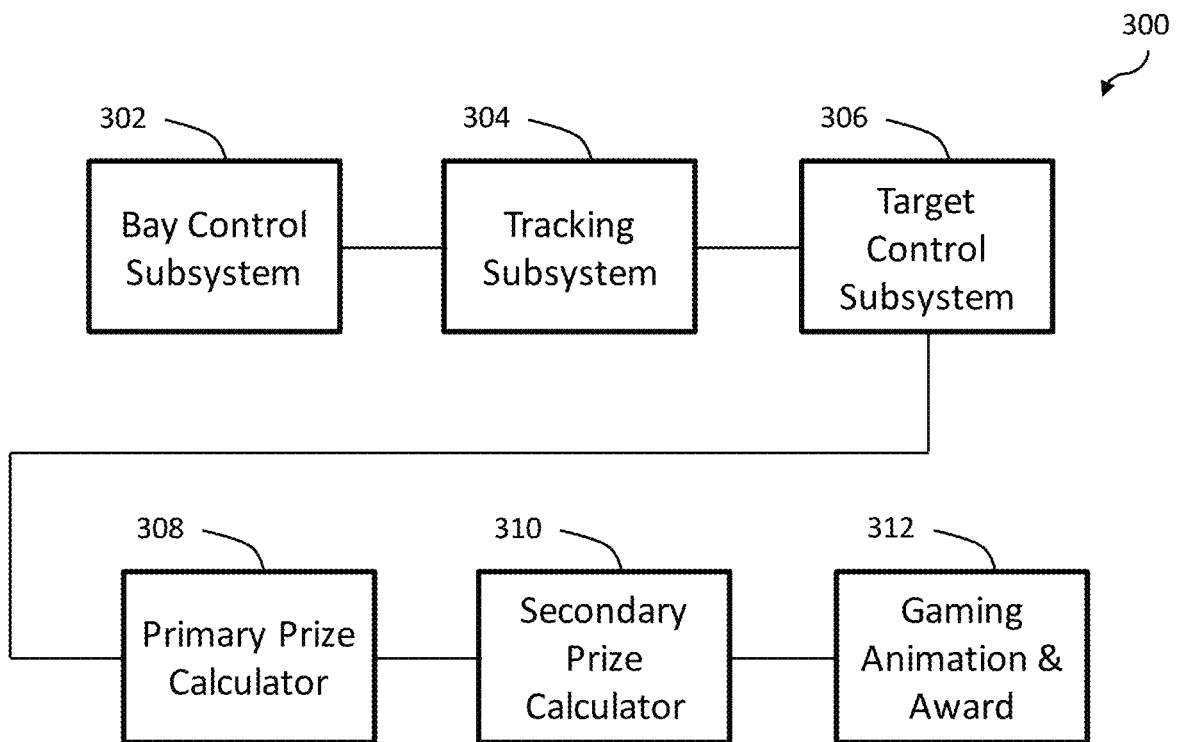 300
302
304
306
Bay Control
Subsystem
Tracking
Subsystem
Target
Control
Subsystem
308
310
312
Primary Prize
Calculator
Secondary
Prize
Calculator
Gaming
Animation &
Award